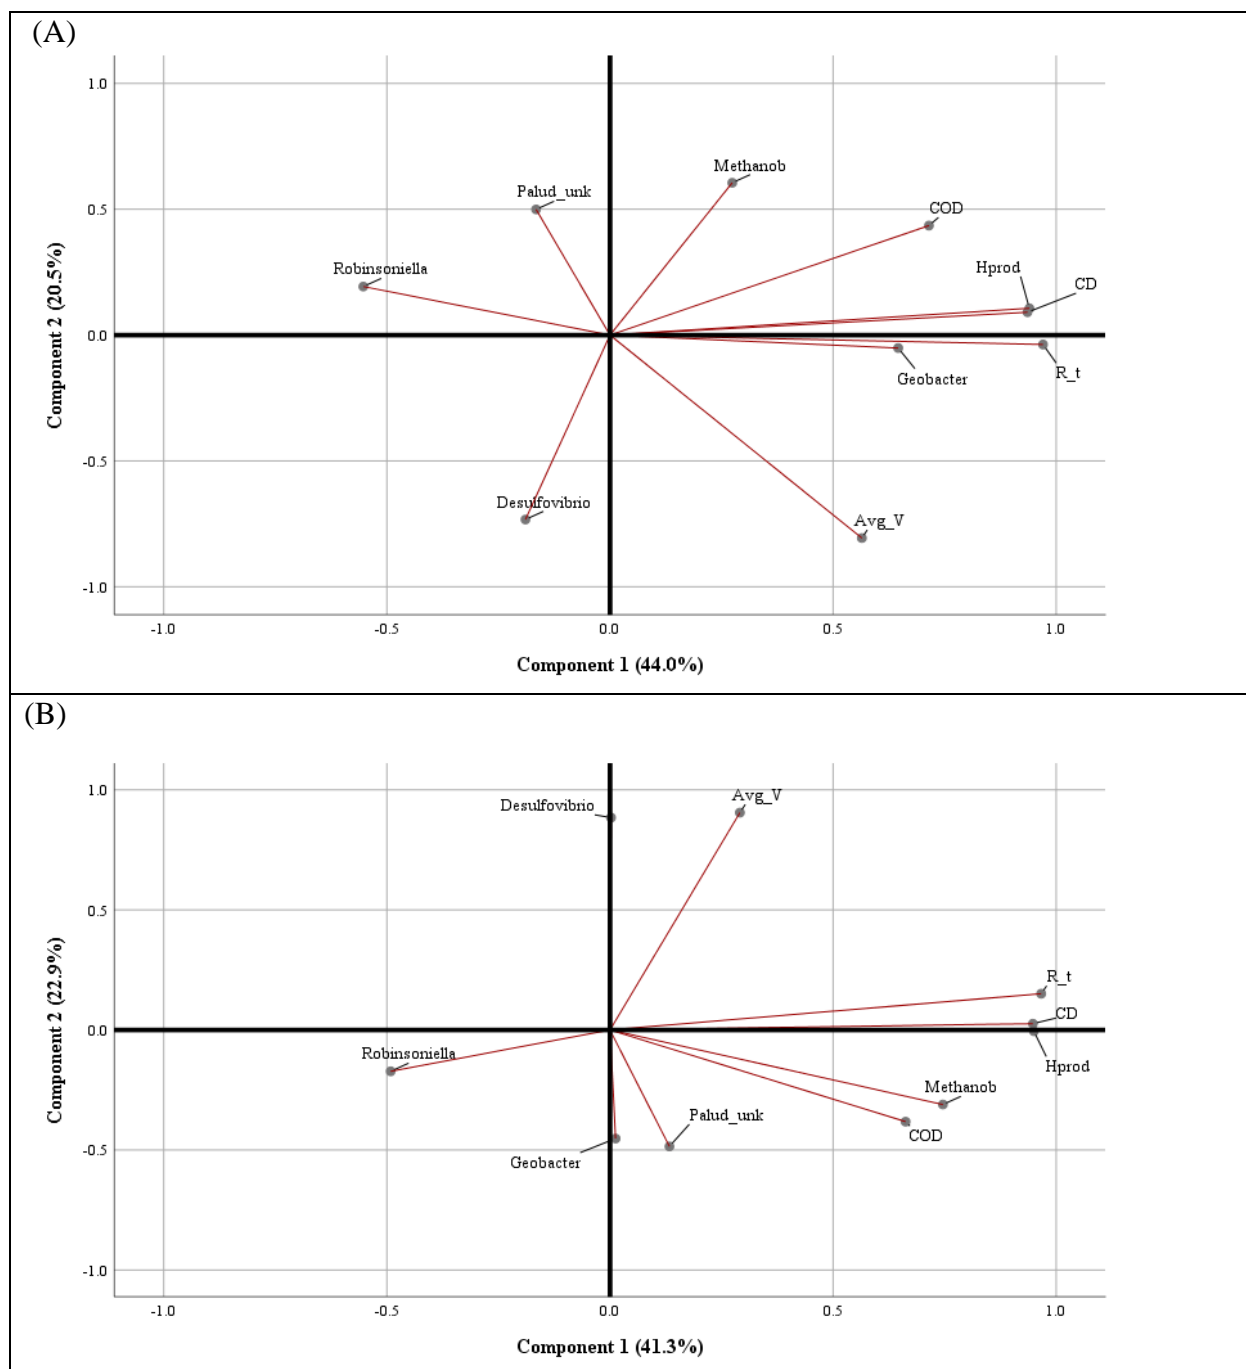 (A)
1.0
Methanob
Palud_unk
COD
0.5
Robinsoniella
Hprod
CD
0.0
Geobacter
R_t
-0.5
Desulfovibrio
Avg_V
-1.0
-1.0
-0.5
0.0
0.5
1.0
Component 2 (20.5%)
Component 1 (44.0%)
(B)
1.0
Desulfovibrio
Avg_V
0.5
R_t
CD
0.0
Robinsoniella
Hprod
Methanob
Palud_unk
COD
-0.5
Geobacter
-1.0
-1.0
-0.5
0.0
0.5
1.0
Component 2 (22.9%)
Component 1 (41.3%)